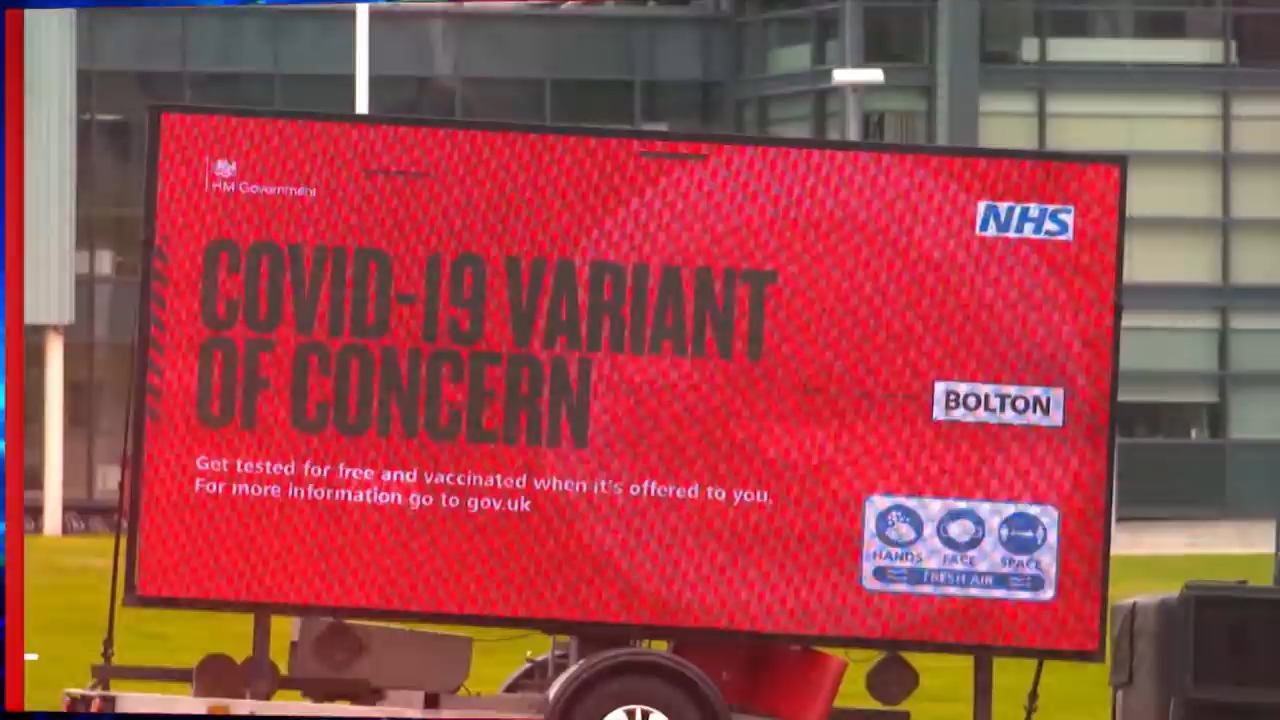 HM Government
NHS
COVID-19 VARIANT
OF CONCERN
BOLTON
Get tested for free and vaccinated when it's offered to you.
For more information go to gov.uk
HANDS FACE SPACE
FRESH AIR